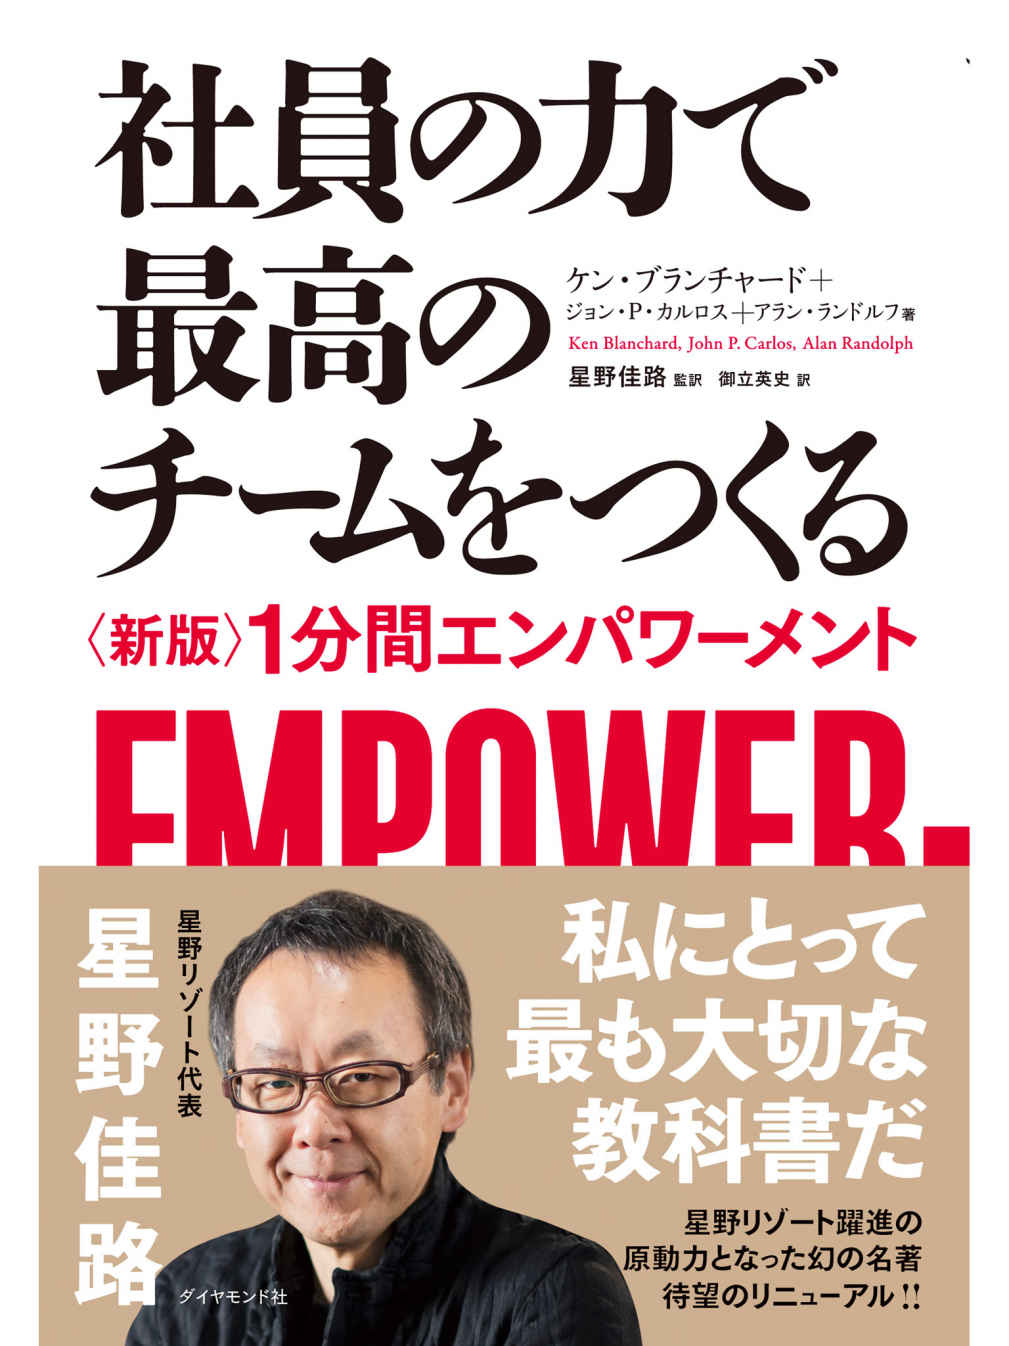 社員の力で
最高の
チームをつくる
ケン・ブランチャード＋
ジョン・P・カルロス＋アラン・ランドルフ 著
Ken Blanchard, John P. Carlos, Alan Randolph
星野佳路 監訳 御立英史 訳
〈新版〉1分間エンパワーメント
EMPOWER.
星野リゾート代表
星野佳路
私にとって
最も大切な
教科書だ
星野リゾート躍進の
原動力となった幻の名著
待望のリニューアル!!
ダイヤモンド社